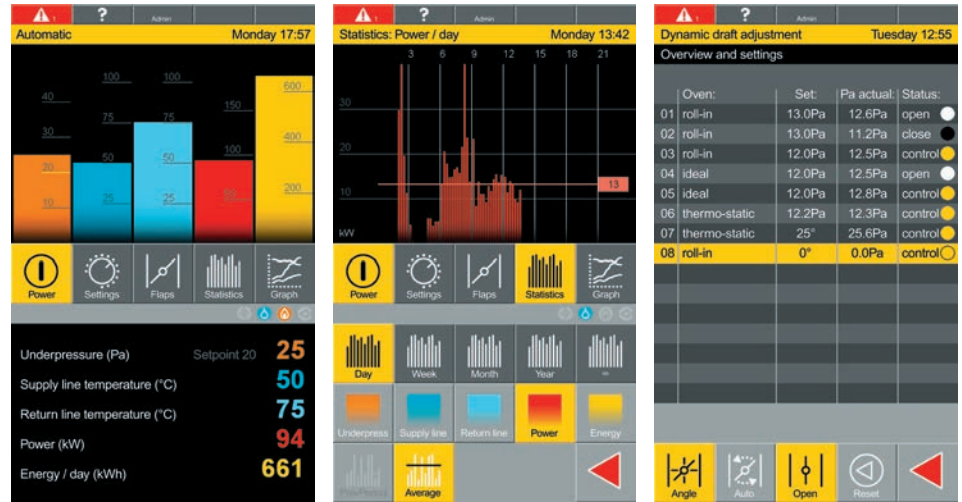 1 ? Admin
Automatic Monday 17:57
40 30 20 10
100 75 50 25
100 75 50 25
150 100 50
600 400 200
Power Settings Flaps Statistics Graph
Underpressure (Pa) Setpoint 20 25
Supply line temperature (°C) 50
Return line temperature (°C) 75
Power (kW) 94
Energy / day (kWh) 661
1 ? Admin
Statistics: Power / day Monday 13:42
3 6 9 12 15 18 21
30
20
13
10
kW
Power Settings Flaps Statistics Graph
Day Week Month Year ∞
Underpress Supply line Return line Power Energy
PrevPeriod Average
1 ? Admin
Dynamic draft adjustment Tuesday 12:55
Overview and settings
Oven: Set: Pa actual: Status:
01 roll-in 13.0Pa 12.6Pa open
02 roll-in 13.0Pa 11.2Pa close
03 roll-in 12.0Pa 12.5Pa control
04 ideal 12.0Pa 12.5Pa open
05 ideal 12.0Pa 12.8Pa control
06 thermo-static 12.2Pa 12.3Pa control
07 thermo-static 25° 25.6Pa control
08 roll-in 0° 0.0Pa control
Angle Auto Open Reset